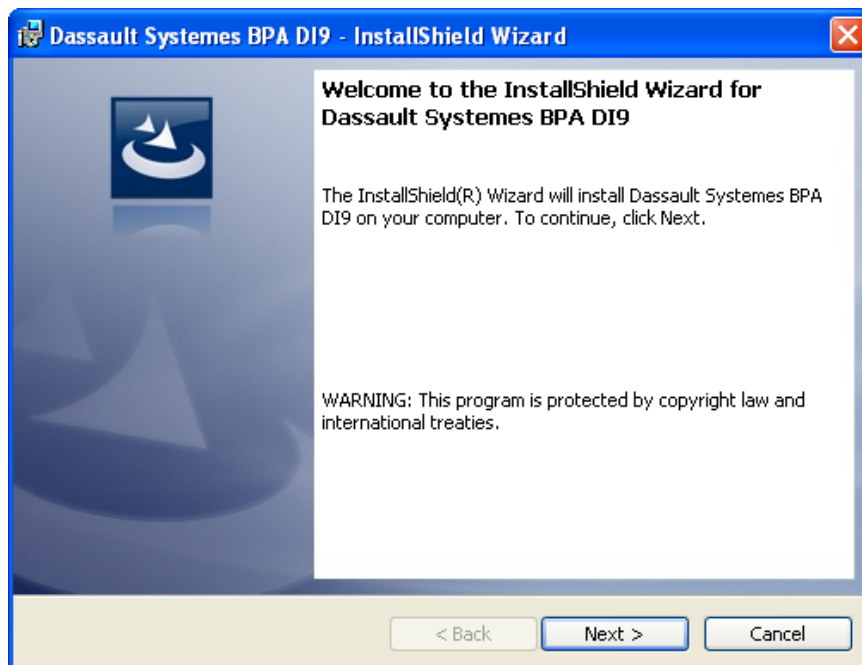 Dassault Systemes BPA DI9 - InstallShield Wizard
Welcome to the InstallShield Wizard for
Dassault Systemes BPA DI9
The InstallShield(R) Wizard will install Dassault Systemes BPA
DI9 on your computer. To continue, click Next.
WARNING: This program is protected by copyright law and
international treaties.
< Back
Next >
Cancel